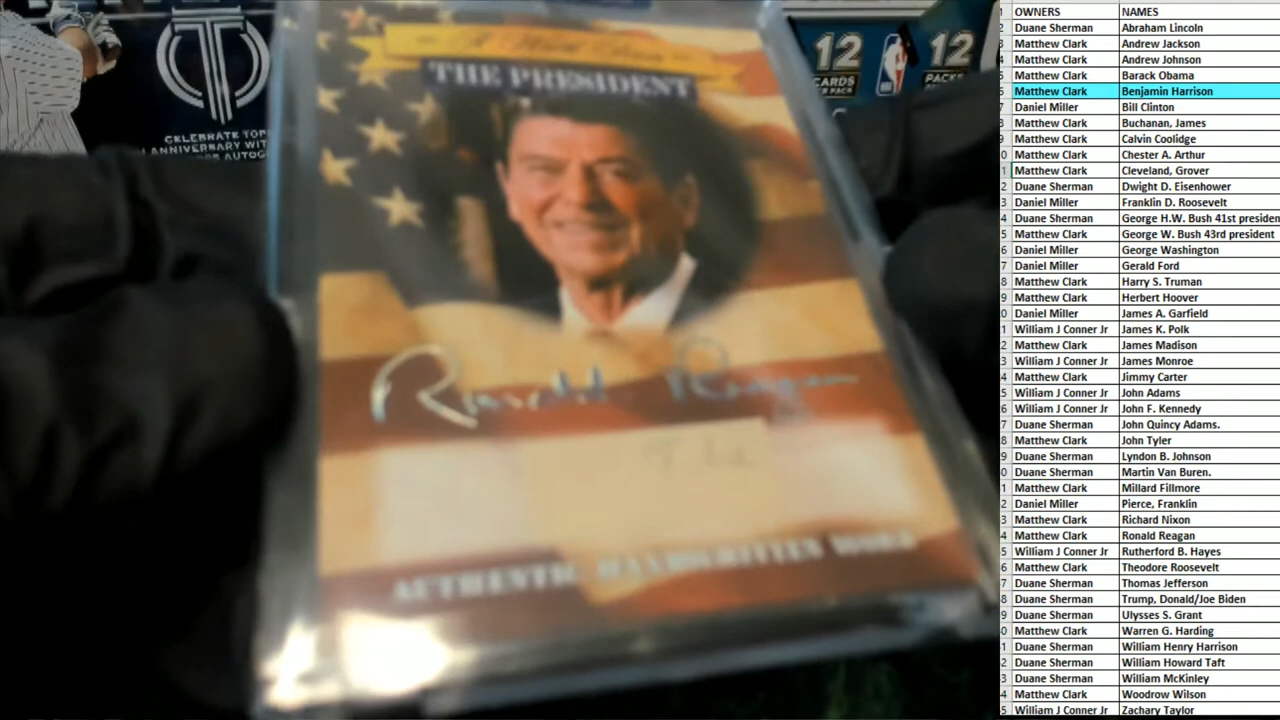 CELEBRATE TOP
ANNIVERSARY WIT
AUTOG
12
CARDS
PER PACK
NBA
12
PACKS
THE PRESIDENT
Ronald Reagan
AUTHENTIC HANDWRITTEN WORD
OWNERS NAMES
Duane Sherman Abraham Lincoln
Matthew Clark Andrew Jackson
Matthew Clark Andrew Johnson
Matthew Clark Barack Obama
Matthew Clark Benjamin Harrison
Daniel Miller Bill Clinton
Matthew Clark Buchanan, James
Matthew Clark Calvin Coolidge
Matthew Clark Chester A. Arthur
Matthew Clark Cleveland, Grover
Duane Sherman Dwight D. Eisenhower
Daniel Miller Franklin D. Roosevelt
Duane Sherman George H.W. Bush 41st presiden
Matthew Clark George W. Bush 43rd president
Daniel Miller George Washington
Daniel Miller Gerald Ford
Matthew Clark Harry S. Truman
Matthew Clark Herbert Hoover
Daniel Miller James A. Garfield
William J Conner Jr James K. Polk
Matthew Clark James Madison
William J Conner Jr James Monroe
Matthew Clark Jimmy Carter
William J Conner Jr John Adams
William J Conner Jr John F. Kennedy
Duane Sherman John Quincy Adams.
Matthew Clark John Tyler
Duane Sherman Lyndon B. Johnson
Duane Sherman Martin Van Buren.
Matthew Clark Millard Fillmore
Daniel Miller Pierce, Franklin
Matthew Clark Richard Nixon
Matthew Clark Ronald Reagan
William J Conner Jr Rutherford B. Hayes
Matthew Clark Theodore Roosevelt
Duane Sherman Thomas Jefferson
Duane Sherman Trump, Donald/Joe Biden
Duane Sherman Ulysses S. Grant
Matthew Clark Warren G. Harding
Duane Sherman William Henry Harrison
Duane Sherman William Howard Taft
Duane Sherman William McKinley
Matthew Clark Woodrow Wilson
William J Conner Jr Zachary Taylor